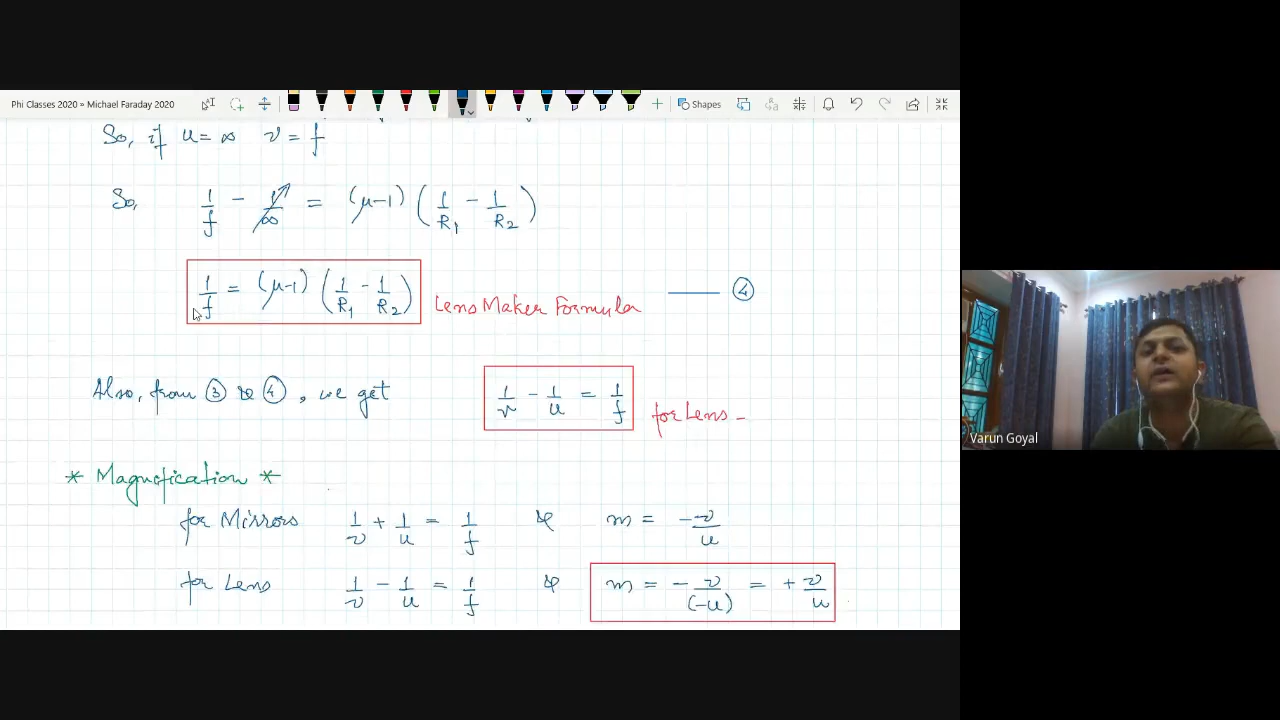 Phi Classes 2020 » Michael Faraday 2020
Shapes
So, if u = ∞ v = f
So, 1/f - 1/∞ = (μ-1) (1/R₁ - 1/R₂)
1/f = (μ-1) (1/R₁ - 1/R₂) Lens Maker Formula —— ④
Also, from ③ & ④, we get 1/v - 1/u = 1/f for Lens -
* Magnification *
for Mirrors 1/v + 1/u = 1/f & m = -v/u
for Lens 1/v - 1/u = 1/f & m = -v/(-u) = +v/u
Varun Goyal